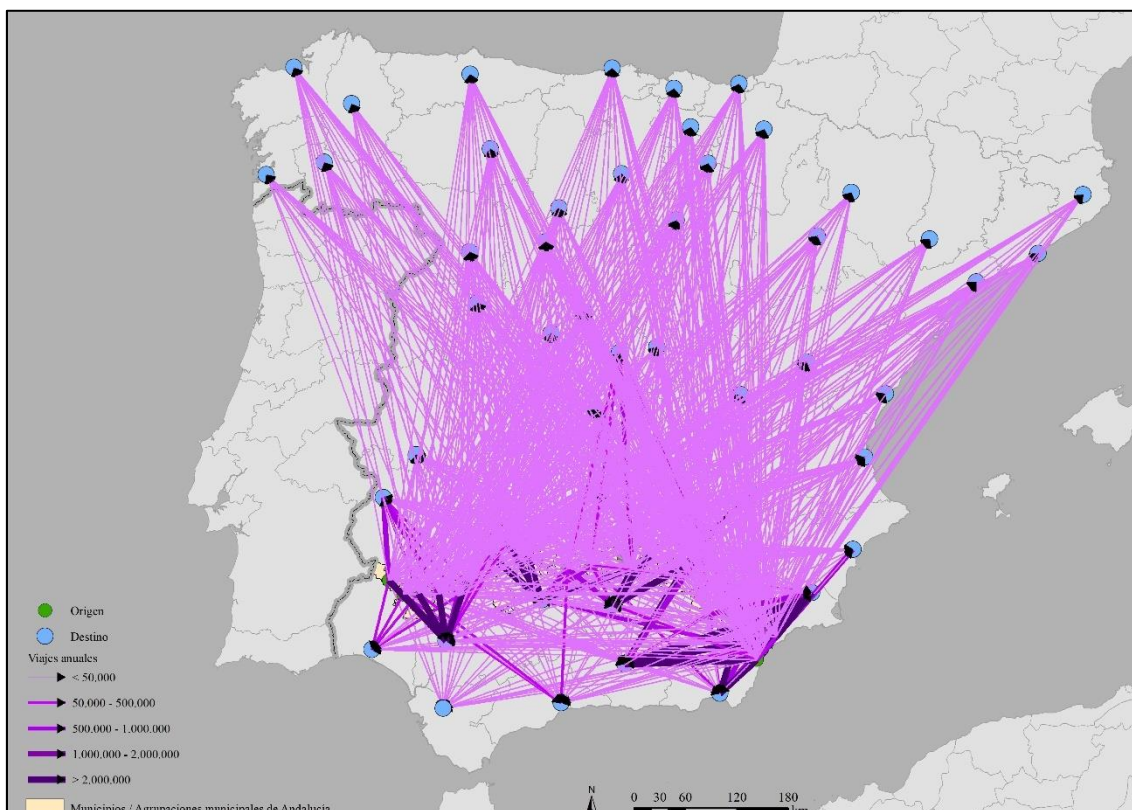 Origen
Destino
Viajes anuales
< 50,000
50,000 - 500,000
500,000 - 1.000.000
1,000,000 - 2,000,000
> 2,000,000
Municipios / Agrupaciones municipales de Andalucía
N
0 30 60 120 180
km